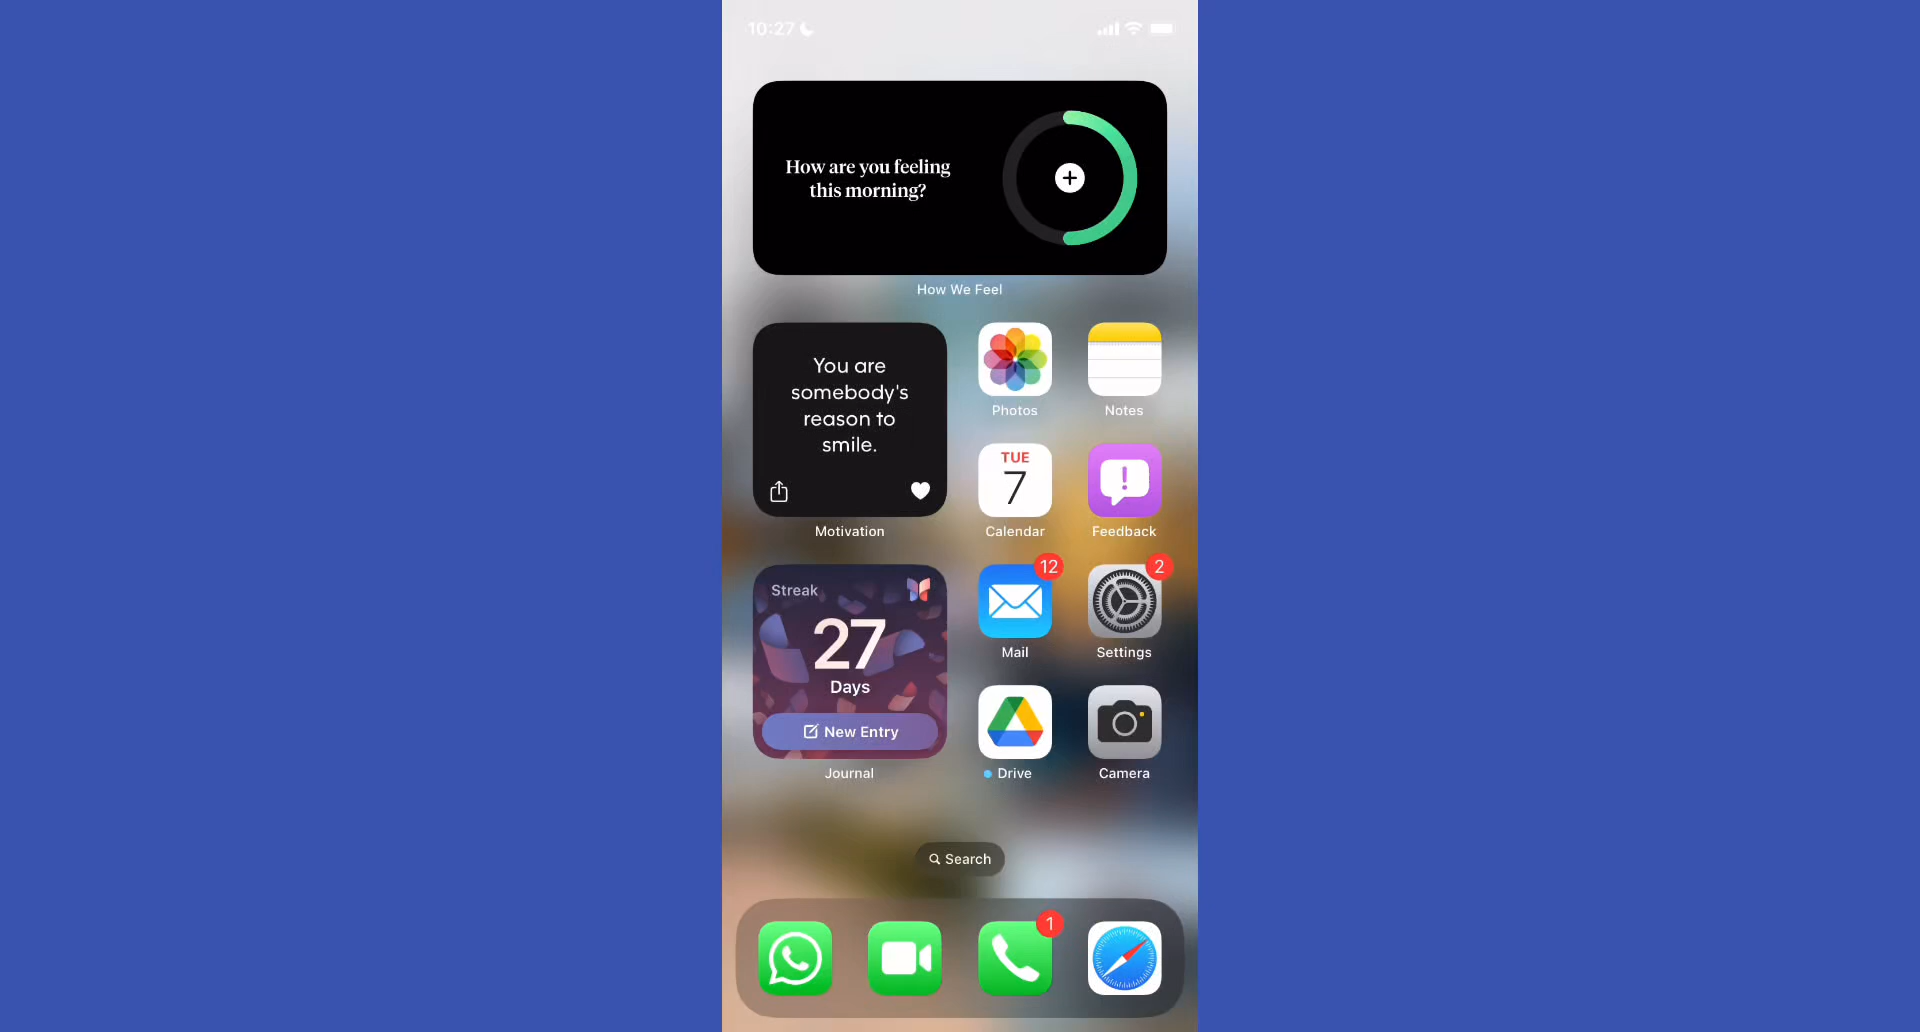 10:27
How are you feeling
this morning?
How We Feel
You are
somebody's
reason to
smile.
Motivation
Photos
Notes
TUE
7
Calendar
Feedback
Streak
27
Days
New Entry
Journal
12
Mail
2
Settings
Drive
Camera
Search
1